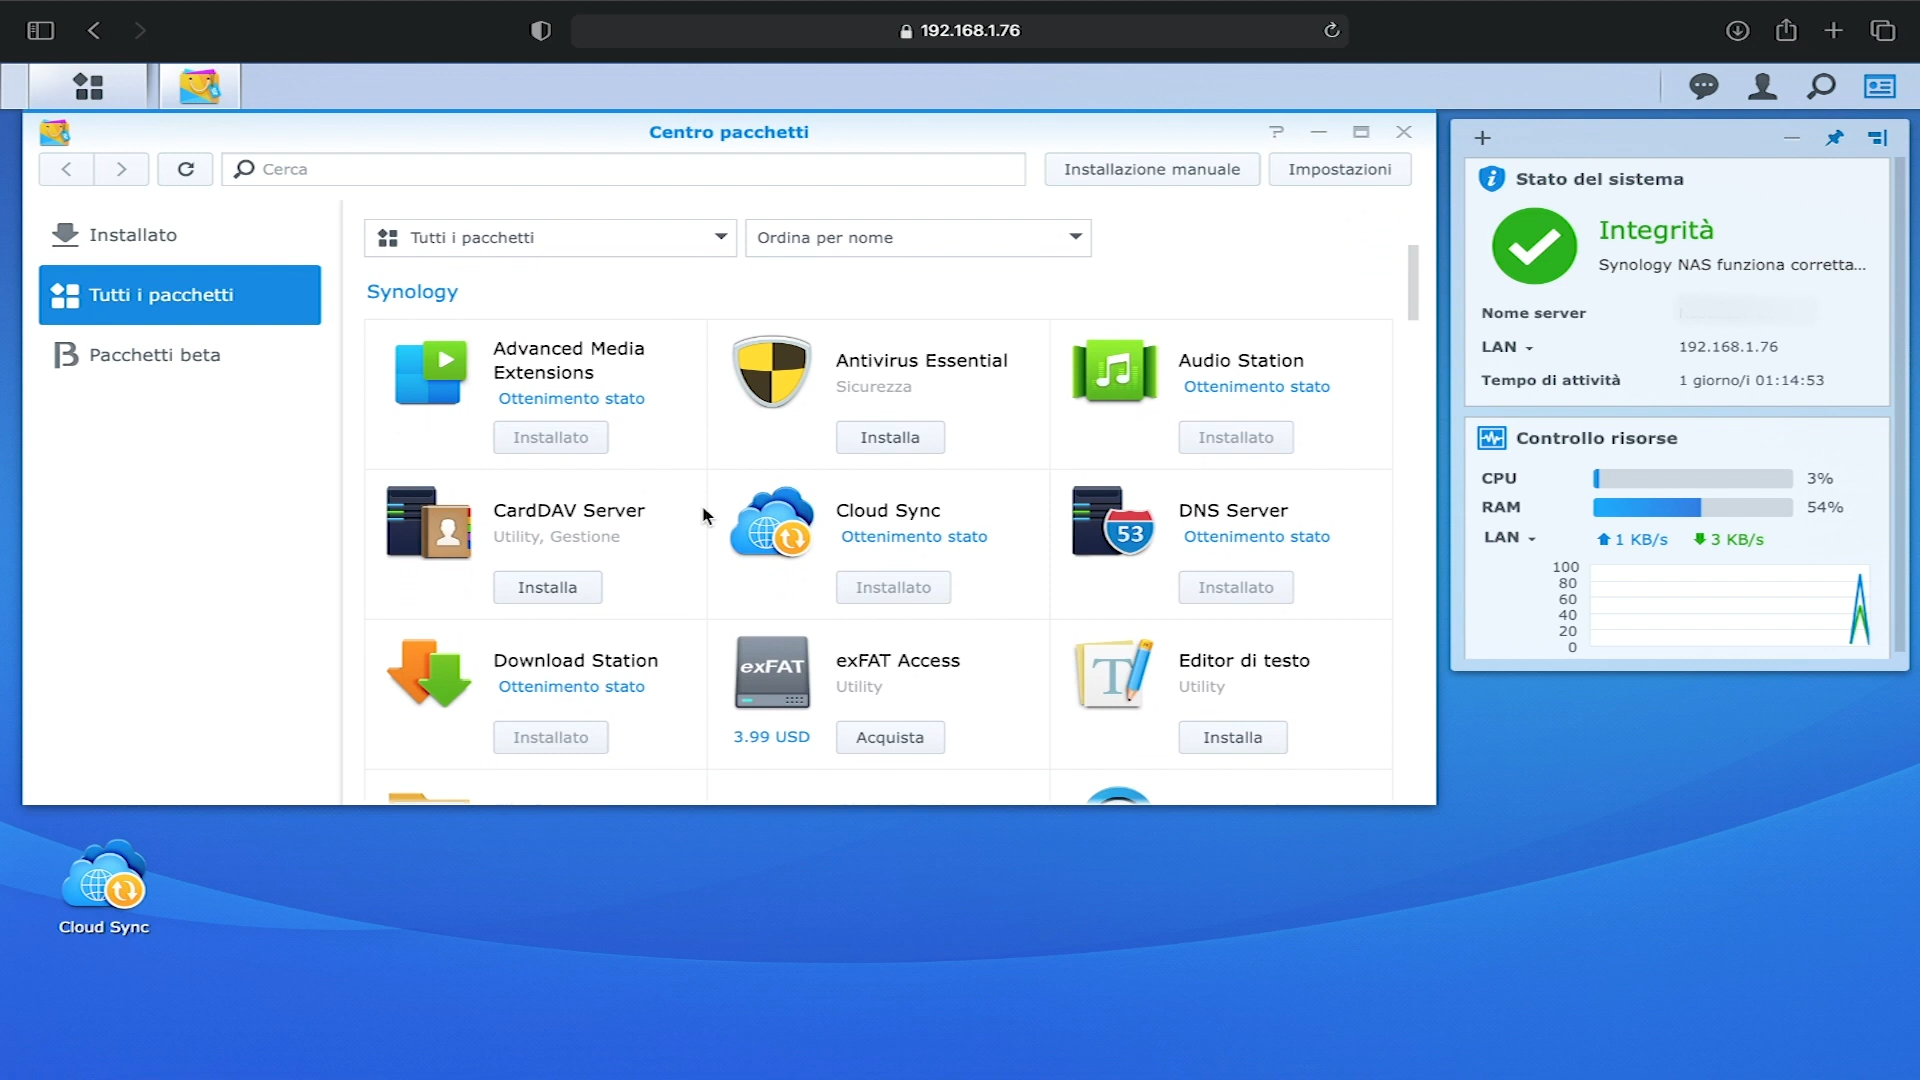 192.168.1.76
Centro pacchetti
Cerca
Installazione manuale
Impostazioni
Installato
Tutti i pacchetti
Pacchetti beta
Tutti i pacchetti
Ordina per nome
Synology
Advanced Media
Extensions
Ottenimento stato
Installato
Antivirus Essential
Sicurezza
Installa
Audio Station
Ottenimento stato
Installato
CardDAV Server
Utility, Gestione
Installa
Cloud Sync
Ottenimento stato
Installato
53
DNS Server
Ottenimento stato
Installato
Download Station
Ottenimento stato
Installato
exFAT
exFAT Access
Utility
3.99 USD
Acquista
T
Editor di testo
Utility
Installa
Stato del sistema
Integrità
Synology NAS funziona corretta...
Nome server
LAN
192.168.1.76
Tempo di attività
1 giorno/i 01:14:53
Controllo risorse
CPU
3%
RAM
54%
LAN
1 KB/s
3 KB/s
100
80
60
40
20
0
Cloud Sync